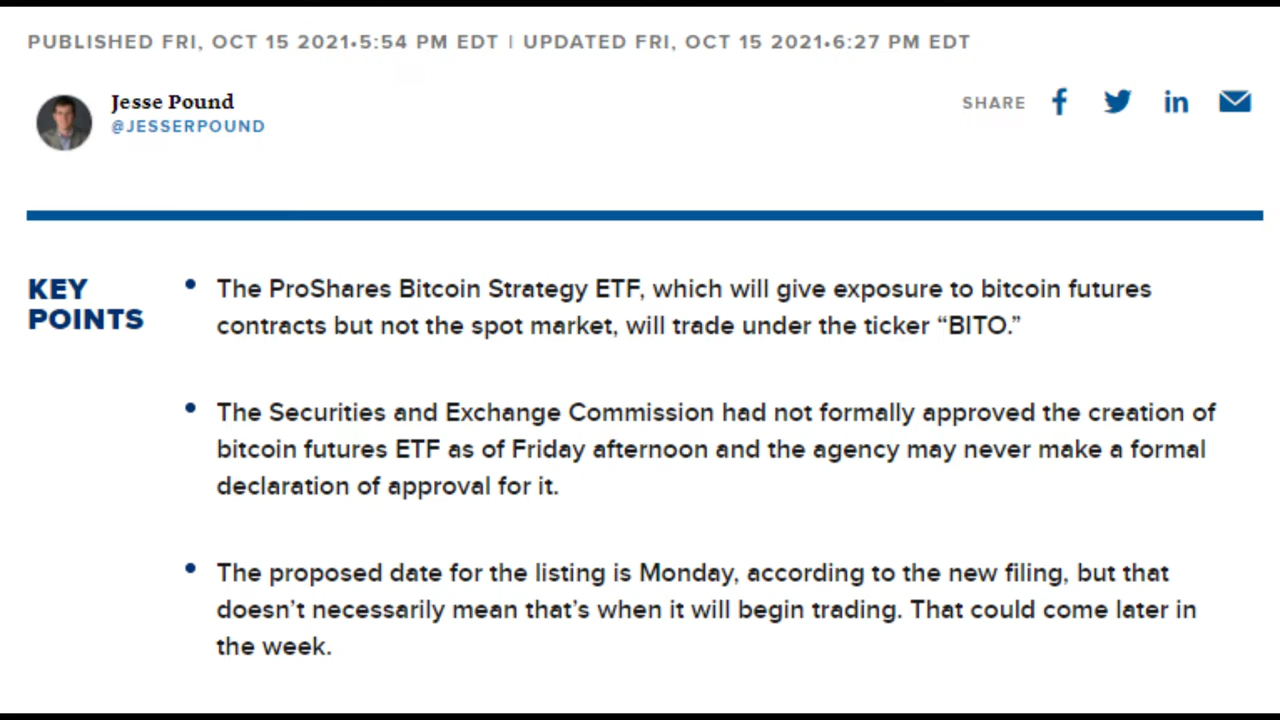 PUBLISHED FRI, OCT 15 2021•5:54 PM EDT | UPDATED FRI, OCT 15 2021•6:27 PM EDT
Jesse Pound
@JESSERPOUND
SHARE
KEY
POINTS
• The ProShares Bitcoin Strategy ETF, which will give exposure to bitcoin futures
contracts but not the spot market, will trade under the ticker “BITO.”
• The Securities and Exchange Commission had not formally approved the creation of
bitcoin futures ETF as of Friday afternoon and the agency may never make a formal
declaration of approval for it.
• The proposed date for the listing is Monday, according to the new filing, but that
doesn’t necessarily mean that’s when it will begin trading. That could come later in
the week.